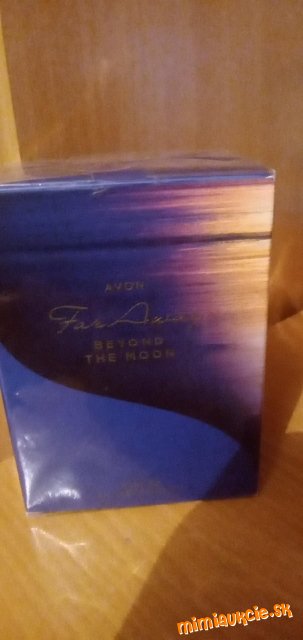 AVON
Far Away
BEYOND
THE MOON
mimiaukcie.sk